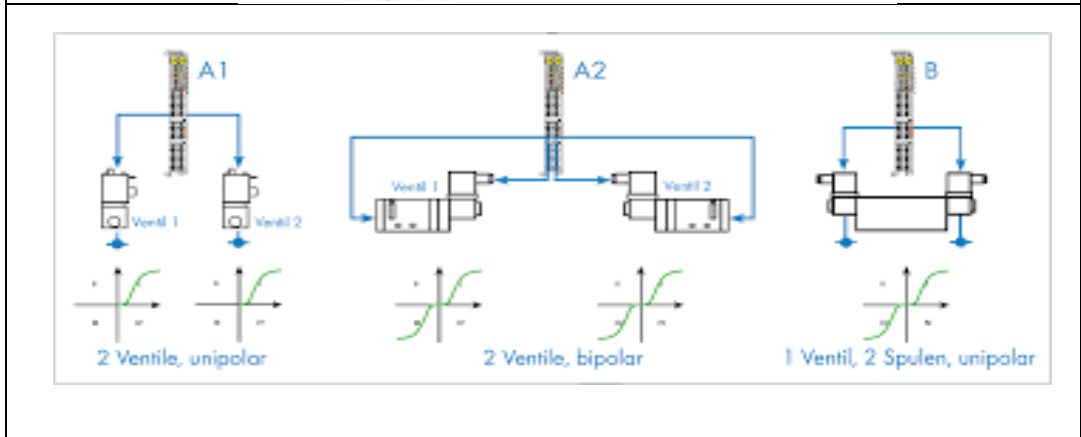 A1
A2
B
Ventil 1
Ventil 2
Ventil 1
Ventil 2
2 Ventile, unipolar
2 Ventile, bipolar
1 Ventil, 2 Spulen, unipolar